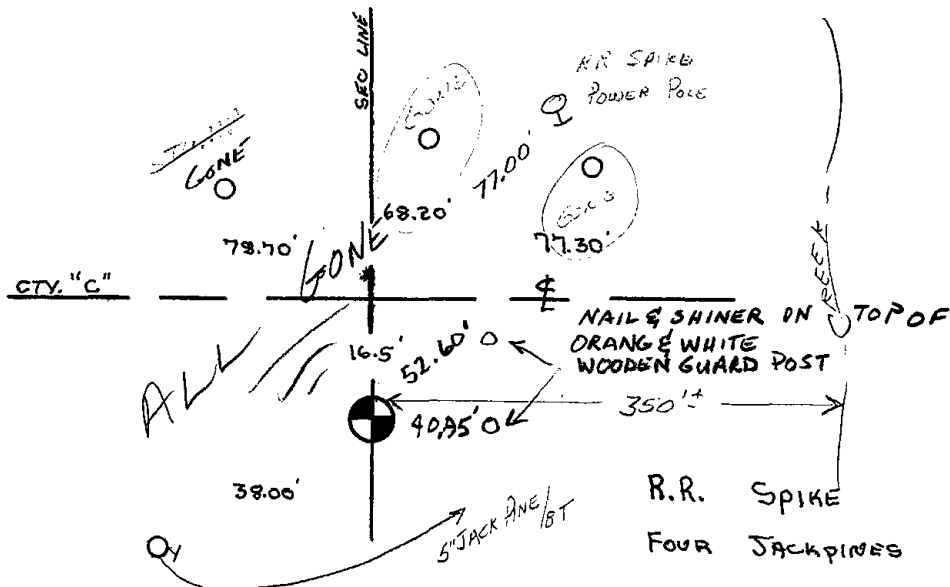 SEC LINE
RR SPIKE
POWER POLE
GONE
GONE
77.00'
GONE
68.20'
78.70'
GONE
77.30'
CREEK
CTY. "C"
℄
NAIL & SHINER ON TOP OF
ORANG & WHITE
WOODEN GUARD POST
ALL
16.5'
52.60'
350'±
40.95'
38.00'
5" JACK PINE/BT
R.R. SPIKE
FOUR JACKPINES